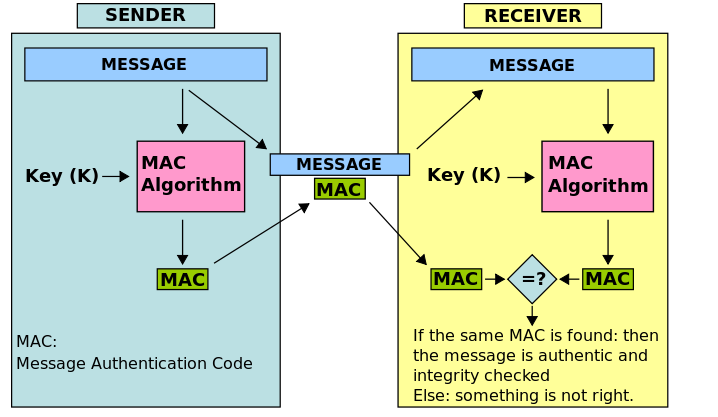 SENDER
RECEIVER
MESSAGE
MESSAGE
MESSAGE
MAC
MAC
Algorithm
Key (K)
MAC
Algorithm
Key (K)
MAC
MAC
MAC
=?
MAC:
Message Authentication Code
If the same MAC is found: then
the message is authentic and
integrity checked
Else: something is not right.